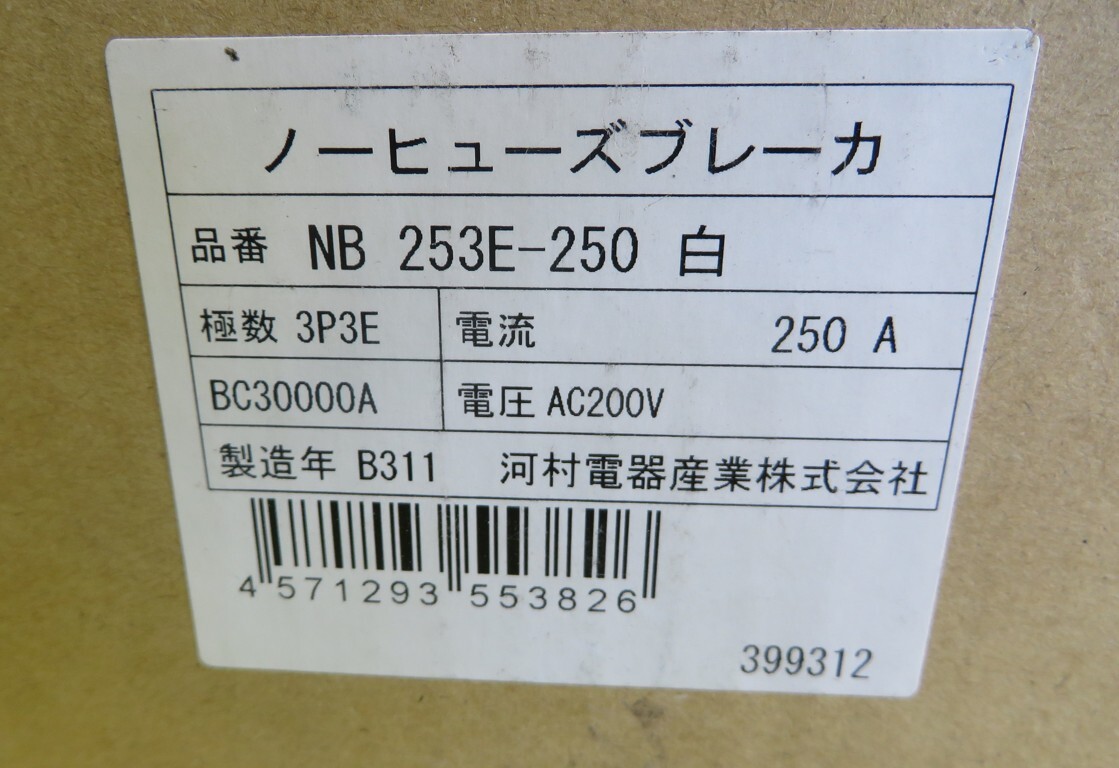 ノーヒューズブレーカ
品番 NB 253E-250 白
極数 3P3E 電流 250 A
BC30000A 電圧 AC200V
製造年 B311 河村電器産業株式会社
4 571293 553826
399312